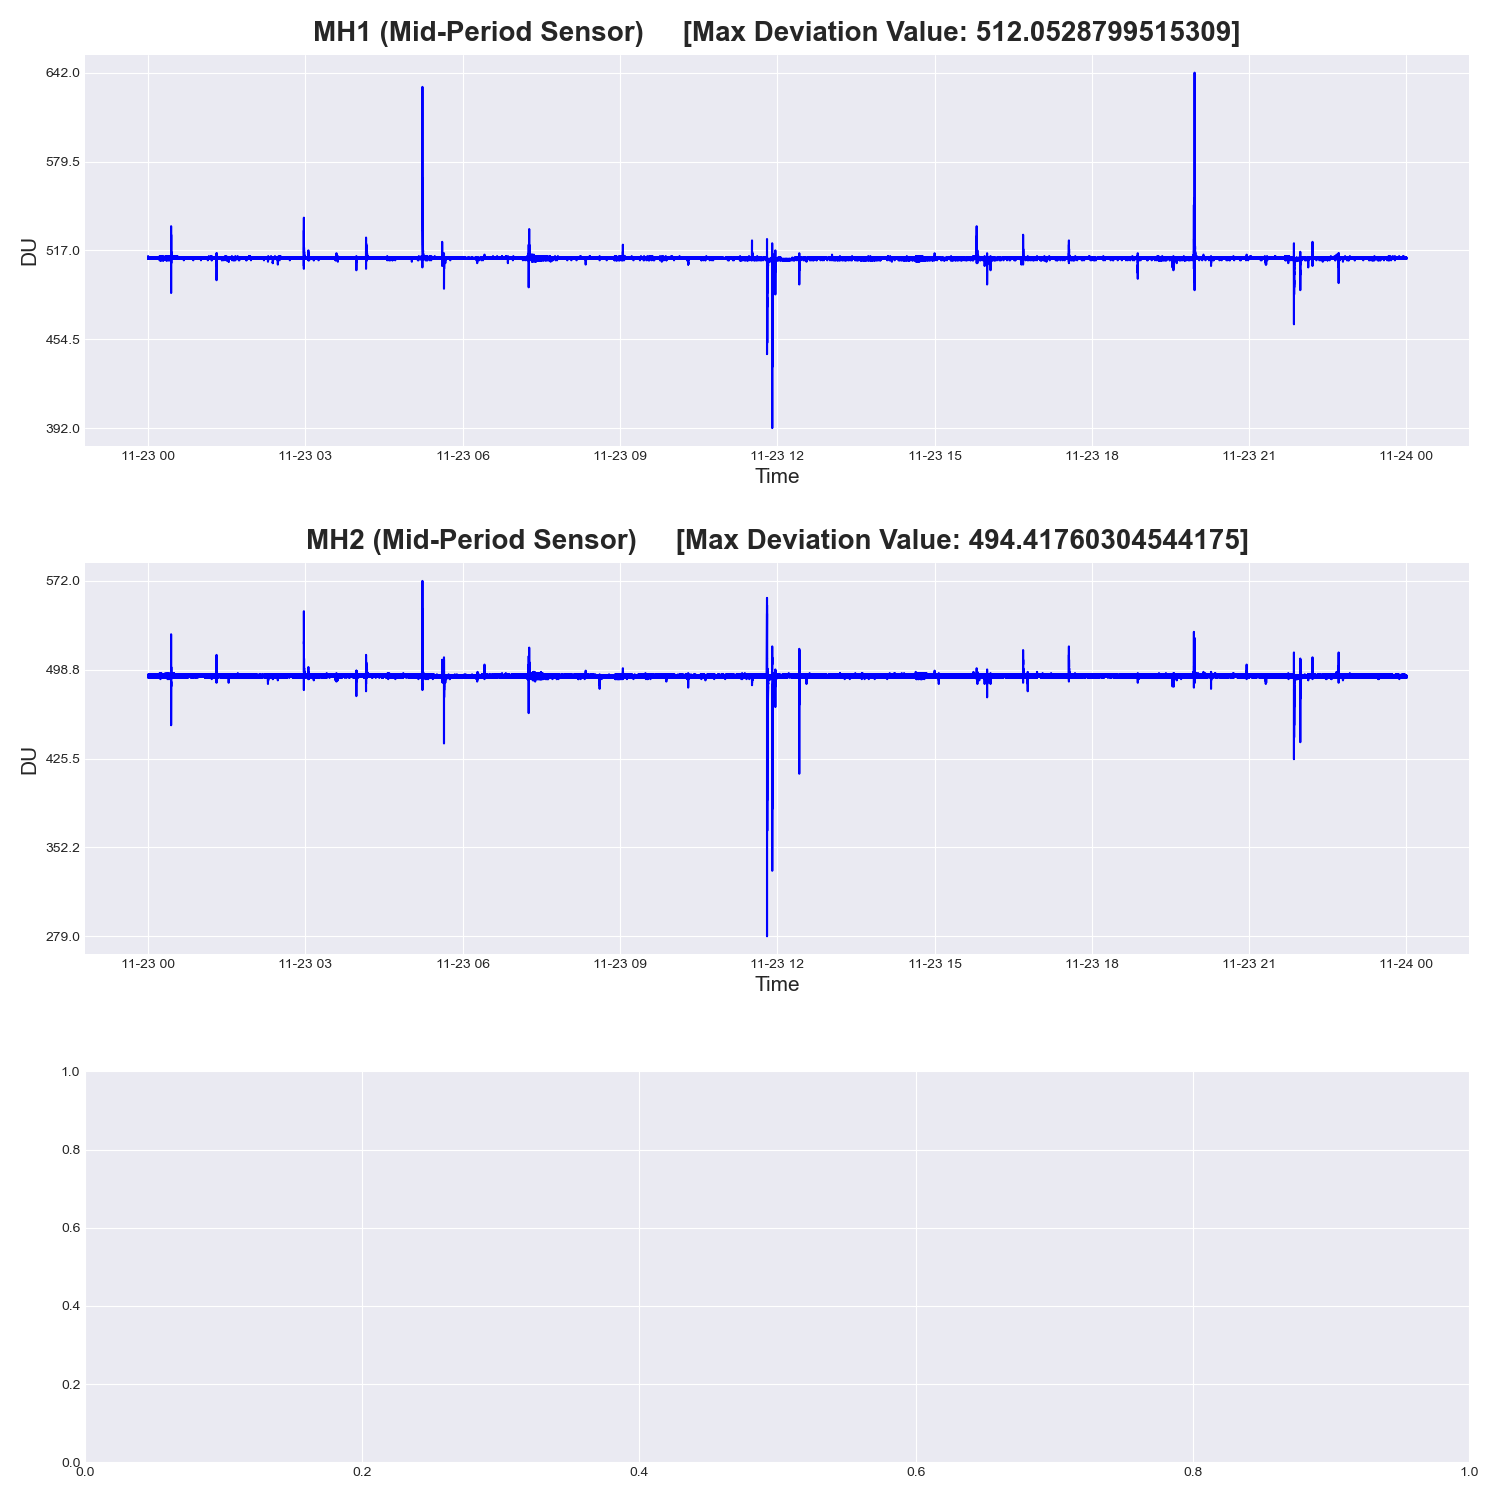 MH1 (Mid-Period Sensor) [Max Deviation Value: 512.0528799515309]
642.0
579.5
517.0
454.5
392.0
DU
11-23 00 11-23 03 11-23 06 11-23 09 11-23 12 11-23 15 11-23 18 11-23 21 11-24 00
Time
MH2 (Mid-Period Sensor) [Max Deviation Value: 494.41760304544175]
572.0
498.8
425.5
352.2
279.0
DU
11-23 00 11-23 03 11-23 06 11-23 09 11-23 12 11-23 15 11-23 18 11-23 21 11-24 00
Time
1.0
0.8
0.6
0.4
0.2
0.0
0.0 0.2 0.4 0.6 0.8 1.0